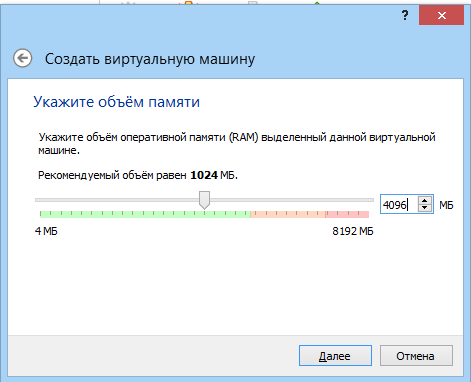 ?
Создать виртуальную машину
Укажите объём памяти
Укажите объём оперативной памяти (RAM) выделенный данной виртуальной
машине.
Рекомендуемый объём равен 1024 МБ.
4096 МБ
4 МБ 8192 МБ
Далее Отмена